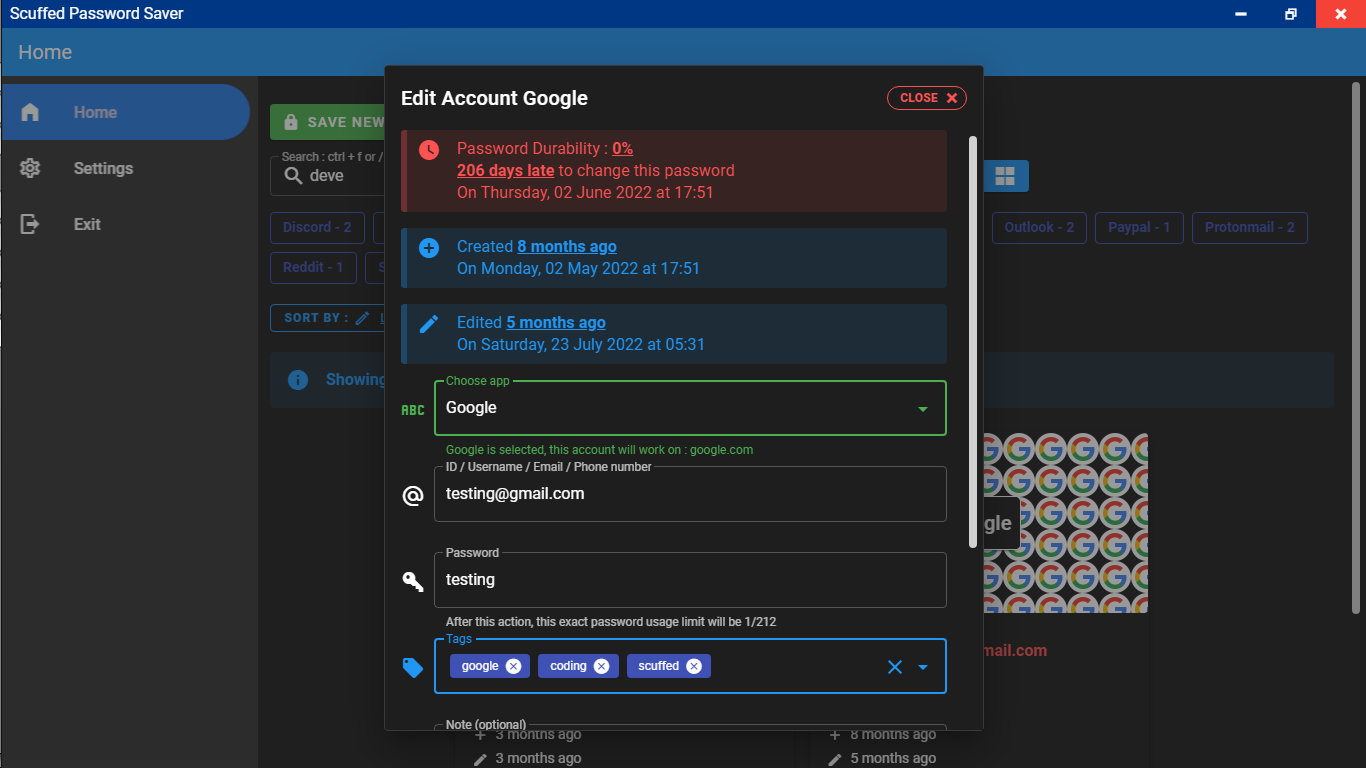 Scuffed Password Saver
Home
Home
Settings
Exit
SAVE NEW
Search : ctrl + f or /
deve
Discord - 2
Outlook - 2
Paypal - 1
Protonmail - 2
Reddit - 1
S
SORT BY :
Showing
Edit Account Google
CLOSE
Password Durability : 0%
206 days late to change this password
On Thursday, 02 June 2022 at 17:51
Created 8 months ago
On Monday, 02 May 2022 at 17:51
Edited 5 months ago
On Saturday, 23 July 2022 at 05:31
Choose app
ABC
Google
Google is selected, this account will work on : google.com
ID / Username / Email / Phone number
testing@gmail.com
Password
testing
After this action, this exact password usage limit will be 1/212
Tags
google
coding
scuffed
Note (optional)
gle
mail.com
3 months ago
8 months ago
3 months ago
5 months ago